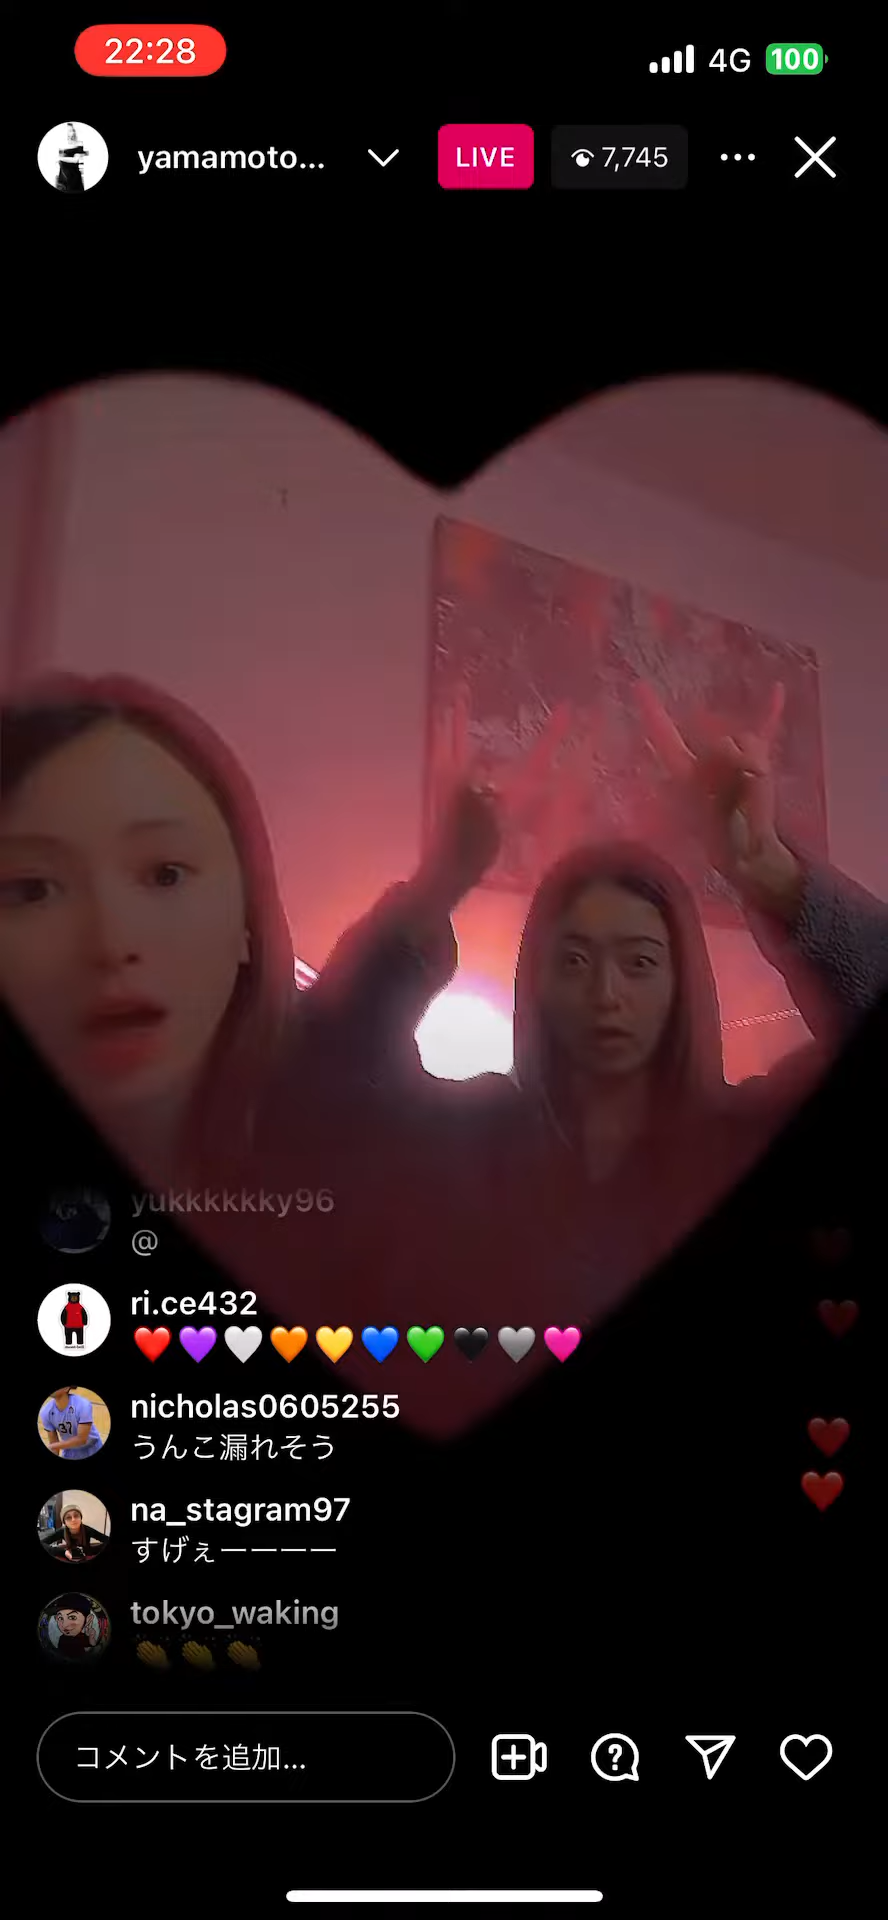 22:28
4G
100
yamamoto...
LIVE
7,745
yukkkkkky96
@
ri.ce432
nicholas0605255
うんこ漏れそう
na_stagram97
すげぇーーーー
tokyo_waking
コメントを追加...